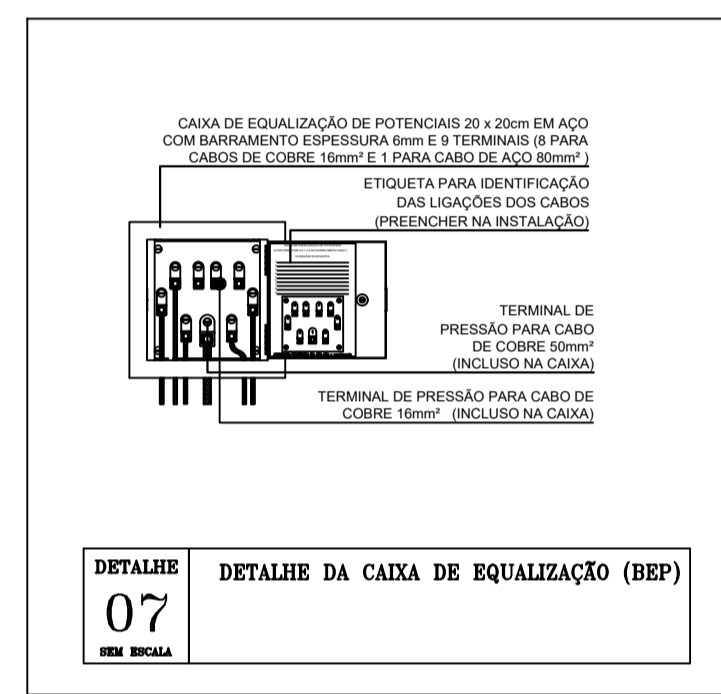 CAIXA DE EQUALIZAÇÃO DE POTENCIAIS 20 x 20cm EM AÇO
COM BARRAMENTO ESPESSURA 6mm E 9 TERMINAIS (8 PARA
CABOS DE COBRE 16mm² E 1 PARA CABO DE AÇO 80mm² )
ETIQUETA PARA IDENTIFICAÇÃO
DAS LIGAÇÕES DOS CABOS
(PREENCHER NA INSTALAÇÃO)
TERMINAL DE
PRESSÃO PARA CABO
DE COBRE 50mm²
(INCLUSO NA CAIXA)
TERMINAL DE PRESSÃO PARA CABO DE
COBRE 16mm² (INCLUSO NA CAIXA)
DETALHE
07
SEM ESCALA
DETALHE DA CAIXA DE EQUALIZAÇÃO (BEP)